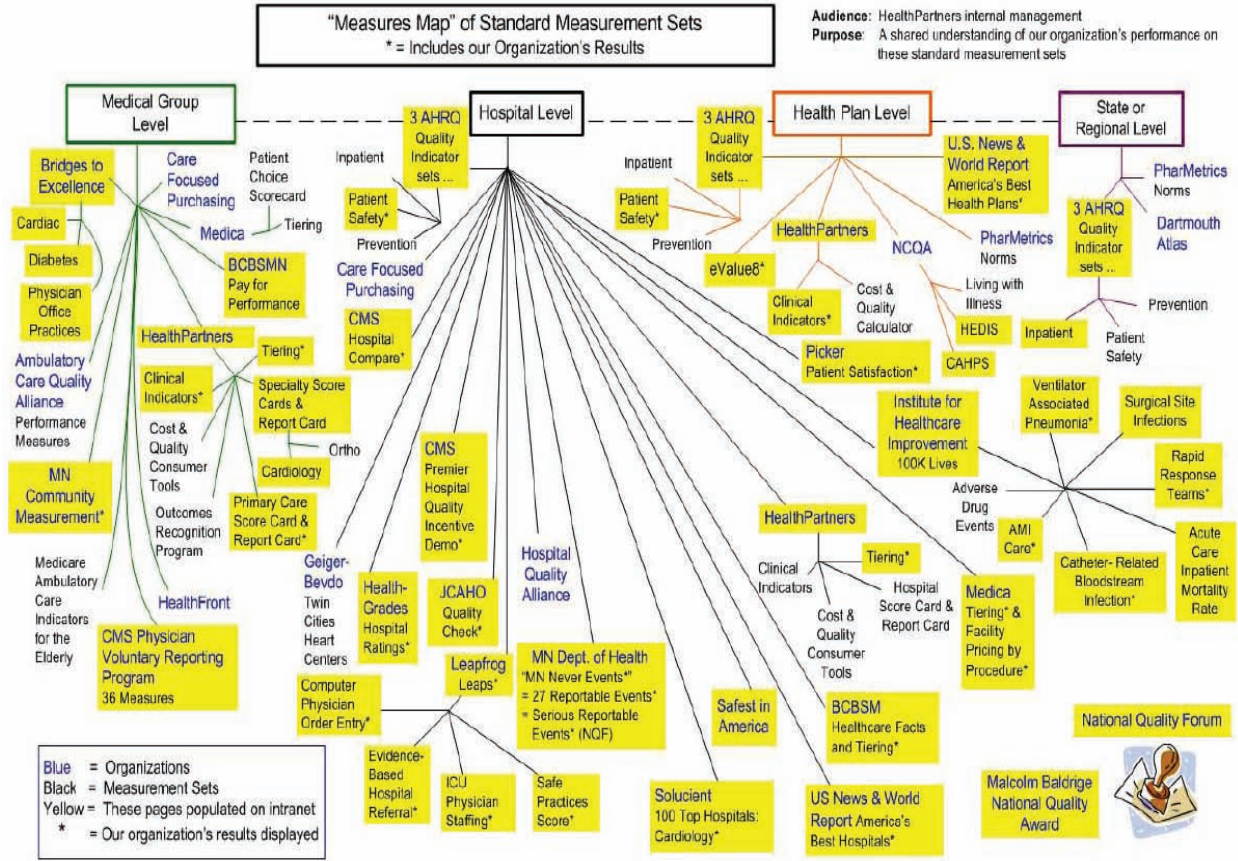 “Measures Map” of Standard Measurement Sets
* = Includes our Organization’s Results
Audience: HealthPartners internal management
Purpose: A shared understanding of our organization’s performance on
these standard measurement sets
Medical Group
Level
Hospital Level
Health Plan Level
State or
Regional Level
Bridges to
Excellence
Cardiac
Diabetes
Physician
Office
Practices
Care
Focused
Purchasing
Patient
Choice
Scorecard
Tiering
Medica
BCBSMN
Pay for
Performance
Ambulatory
Care Quality
Alliance
Performance
Measures
MN
Community
Measurement*
HealthPartners
Tiering*
Clinical
Indicators*
Specialty Score
Cards &
Report Card
Ortho
Cardiology
Cost &
Quality
Consumer
Tools
Primary Care
Score Card &
Report Card*
Outcomes
Recognition
Program
Medicare
Ambulatory
Care
Indicators
for the
Elderly
HealthFront
CMS Physician
Voluntary Reporting
Program
36 Measures
3 AHRQ
Quality
Indicator
sets ...
Inpatient
Patient
Safety*
Prevention
Care Focused
Purchasing
CMS
Hospital
Compare*
Geiger-
Bevdo
Twin
Cities
Heart
Centers
Health-
Grades
Hospital
Ratings*
CMS
Premier
Hospital
Quality
Incentive
Demo*
JCAHO
Quality
Check*
Leapfrog
Leaps*
Computer
Physician
Order Entry*
Evidence-
Based
Hospital
Referral*
ICU
Physician
Staffing*
Safe
Practices
Score*
Hospital
Quality
Alliance
MN Dept. of Health
“MN Never Events*”
= 27 Reportable Events*
= Serious Reportable
Events* (NQF)
Solucient
100 Top Hospitals:
Cardiology*
Safest in
America
US News & World
Report America’s
Best Hospitals*
BCBSM
Healthcare Facts
and Tiering*
HealthPartners
Tiering*
Clinical
Indicators
Hospital
Score Card &
Report Card
Cost &
Quality
Consumer
Tools
Medica
Tiering* &
Facility
Pricing by
Procedure*
Picker
Patient Satisfaction*
Institute for
Healthcare
Improvement
100K Lives
Ventilator
Associated
Pneumonia*
Surgical Site
Infections
Rapid
Response
Teams*
Adverse
Drug
Events
AMI
Care*
Catheter-Related
Bloodstream
Infection*
Acute
Care
Inpatient
Mortality
Rate
3 AHRQ
Quality
Indicator
sets ...
Inpatient
Patient
Safety*
Prevention
eValue8*
HealthPartners
Clinical
Indicators*
Cost &
Quality
Calculator
NCQA
Living with
Illness
HEDIS
CAHPS
U.S. News &
World Report
America’s Best
Health Plans*
PharMetrics
Norms
PharMetrics
Norms
Dartmouth
Atlas
3 AHRQ
Quality
Indicator
sets ...
Prevention
Inpatient
Patient
Safety
National Quality Forum
Malcolm Baldrige
National Quality
Award
Blue = Organizations
Black = Measurement Sets
Yellow = These pages populated on intranet
* = Our organization’s results displayed